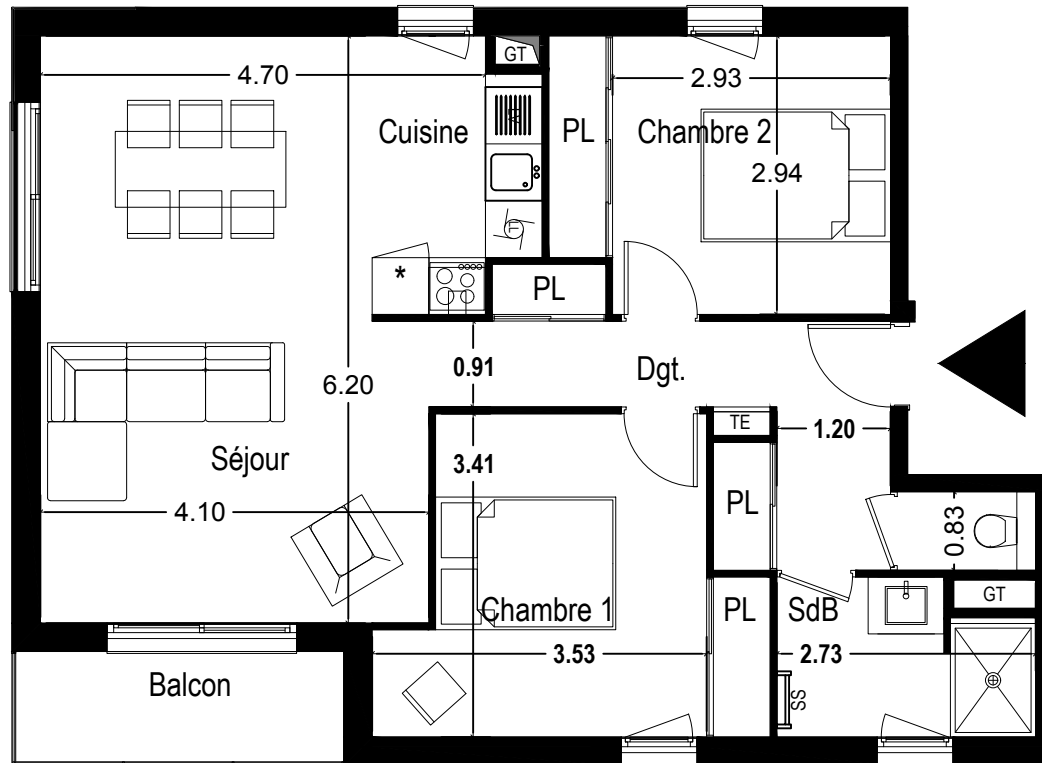 GT
4.70
2.93
Cuisine
PL
Chambre 2
2.94
*
PL
6.20
0.91
Dgt.
TE
1.20
Séjour
3.41
4.10
PL
0.83
Chambre 1
PL
SdB
GT
3.53
2.73
Balcon
SS